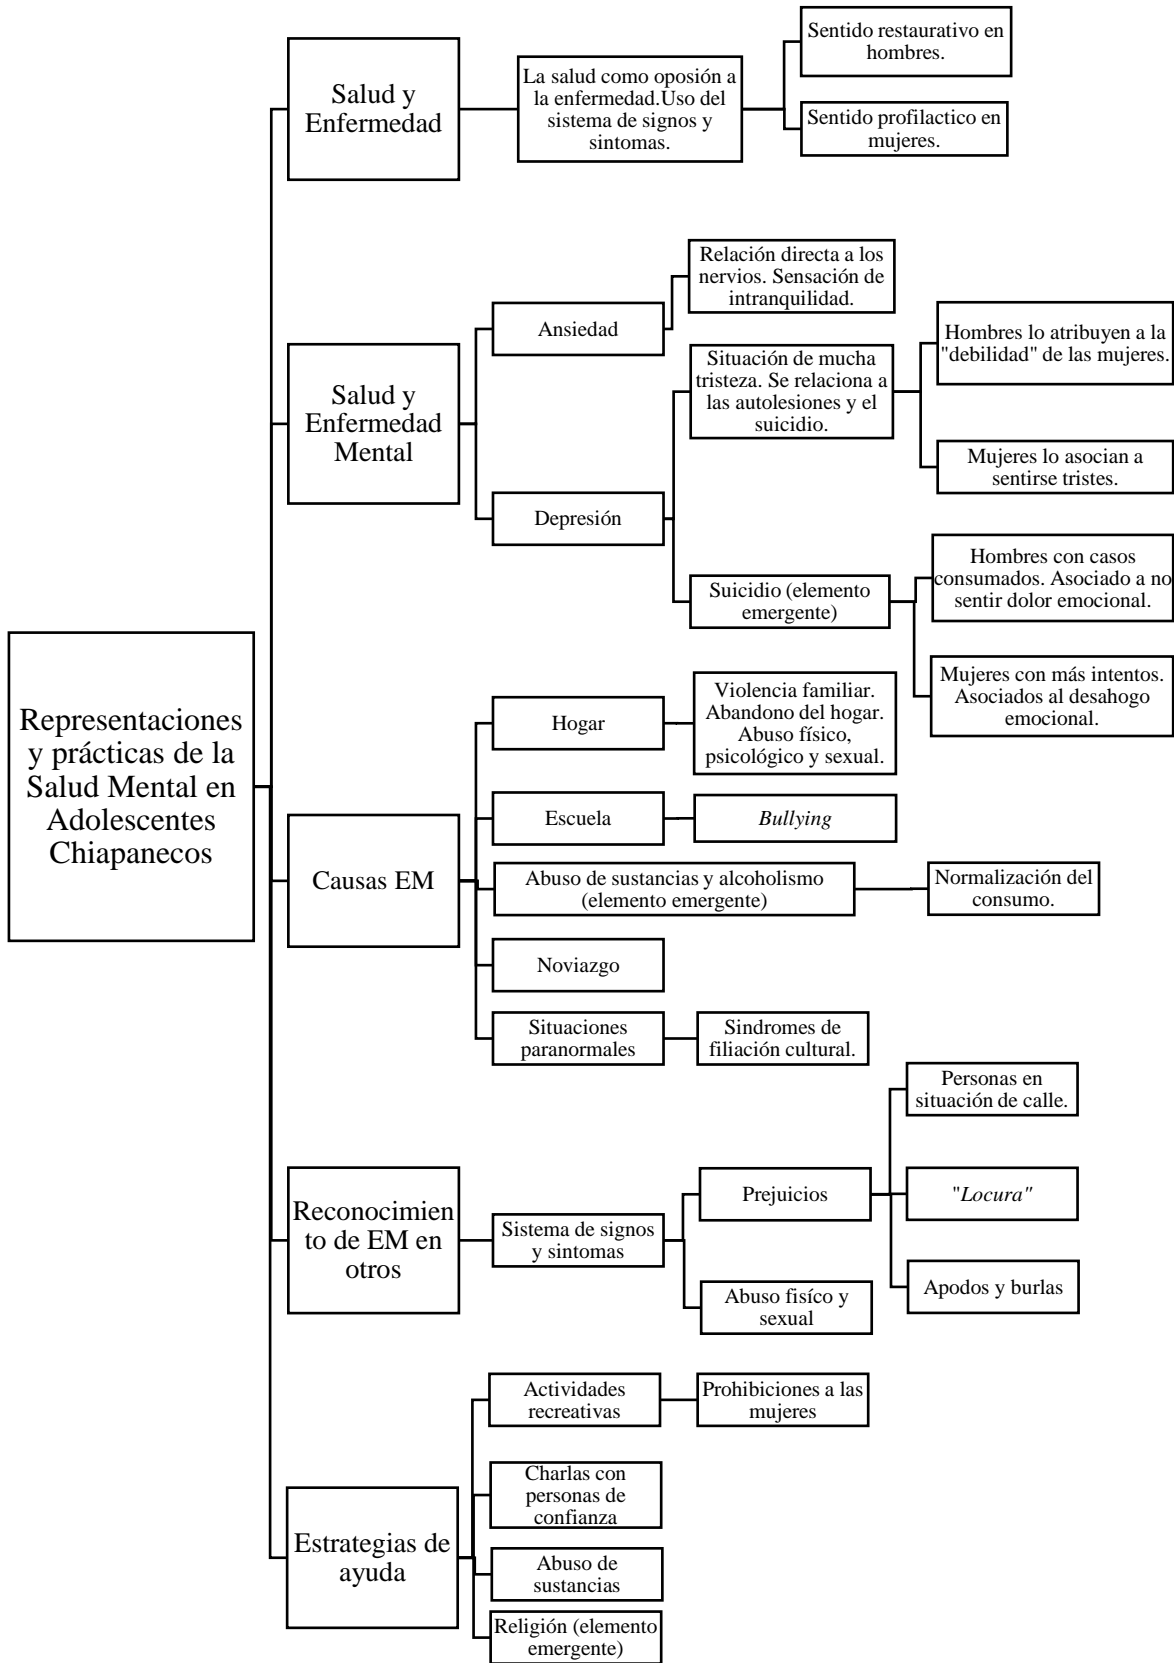 Representaciones
y prácticas de la
Salud Mental en
Adolescentes
Chiapanecos
Salud y
Enfermedad
La salud como oposión a
la enfermedad.Uso del
sistema de signos y
sintomas.
Sentido restaurativo en
hombres.
Sentido profilactico en
mujeres.
Salud y
Enfermedad
Mental
Ansiedad
Relación directa a los
nervios. Sensación de
intranquilidad.
Depresión
Situación de mucha
tristeza. Se relaciona a
las autolesiones y el
suicidio.
Hombres lo atribuyen a la
"debilidad" de las mujeres.
Mujeres lo asocian a
sentirse tristes.
Suicidio (elemento
emergente)
Hombres con casos
consumados. Asociado a no
sentir dolor emocional.
Mujeres con más intentos.
Asociados al desahogo
emocional.
Causas EM
Hogar
Violencia familiar.
Abandono del hogar.
Abuso físico,
psicológico y sexual.
Escuela
Bullying
Abuso de sustancias y alcoholismo
(elemento emergente)
Normalización del
consumo.
Noviazgo
Situaciones
paranormales
Sindromes de
filiación cultural.
Reconocimien
to de EM en
otros
Sistema de signos
y sintomas
Prejuicios
Personas en
situación de calle.
"Locura"
Apodos y burlas
Abuso fisíco y
sexual
Estrategias de
ayuda
Actividades
recreativas
Prohibiciones a las
mujeres
Charlas con
personas de
confianza
Abuso de
sustancias
Religión (elemento
emergente)